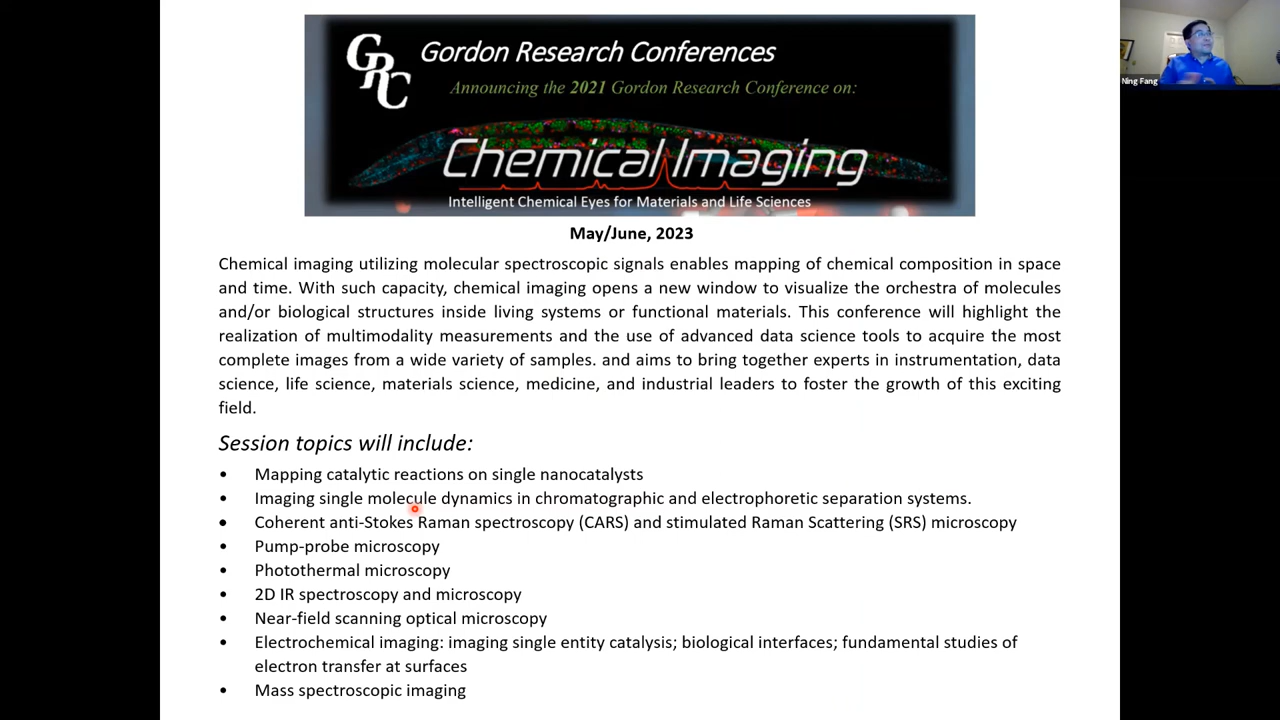 GRC Gordon Research Conferences
Announcing the 2021 Gordon Research Conference on:
Chemical Imaging
Intelligent Chemical Eyes for Materials and Life Sciences
Ning Fang
May/June, 2023
Chemical imaging utilizing molecular spectroscopic signals enables mapping of chemical composition in space
and time. With such capacity, chemical imaging opens a new window to visualize the orchestra of molecules
and/or biological structures inside living systems or functional materials. This conference will highlight the
realization of multimodality measurements and the use of advanced data science tools to acquire the most
complete images from a wide variety of samples. and aims to bring together experts in instrumentation, data
science, life science, materials science, medicine, and industrial leaders to foster the growth of this exciting
field.
Session topics will include:
• Mapping catalytic reactions on single nanocatalysts
• Imaging single molecule dynamics in chromatographic and electrophoretic separation systems.
• Coherent anti-Stokes Raman spectroscopy (CARS) and stimulated Raman Scattering (SRS) microscopy
• Pump-probe microscopy
• Photothermal microscopy
• 2D IR spectroscopy and microscopy
• Near-field scanning optical microscopy
• Electrochemical imaging: imaging single entity catalysis; biological interfaces; fundamental studies of
electron transfer at surfaces
• Mass spectroscopic imaging